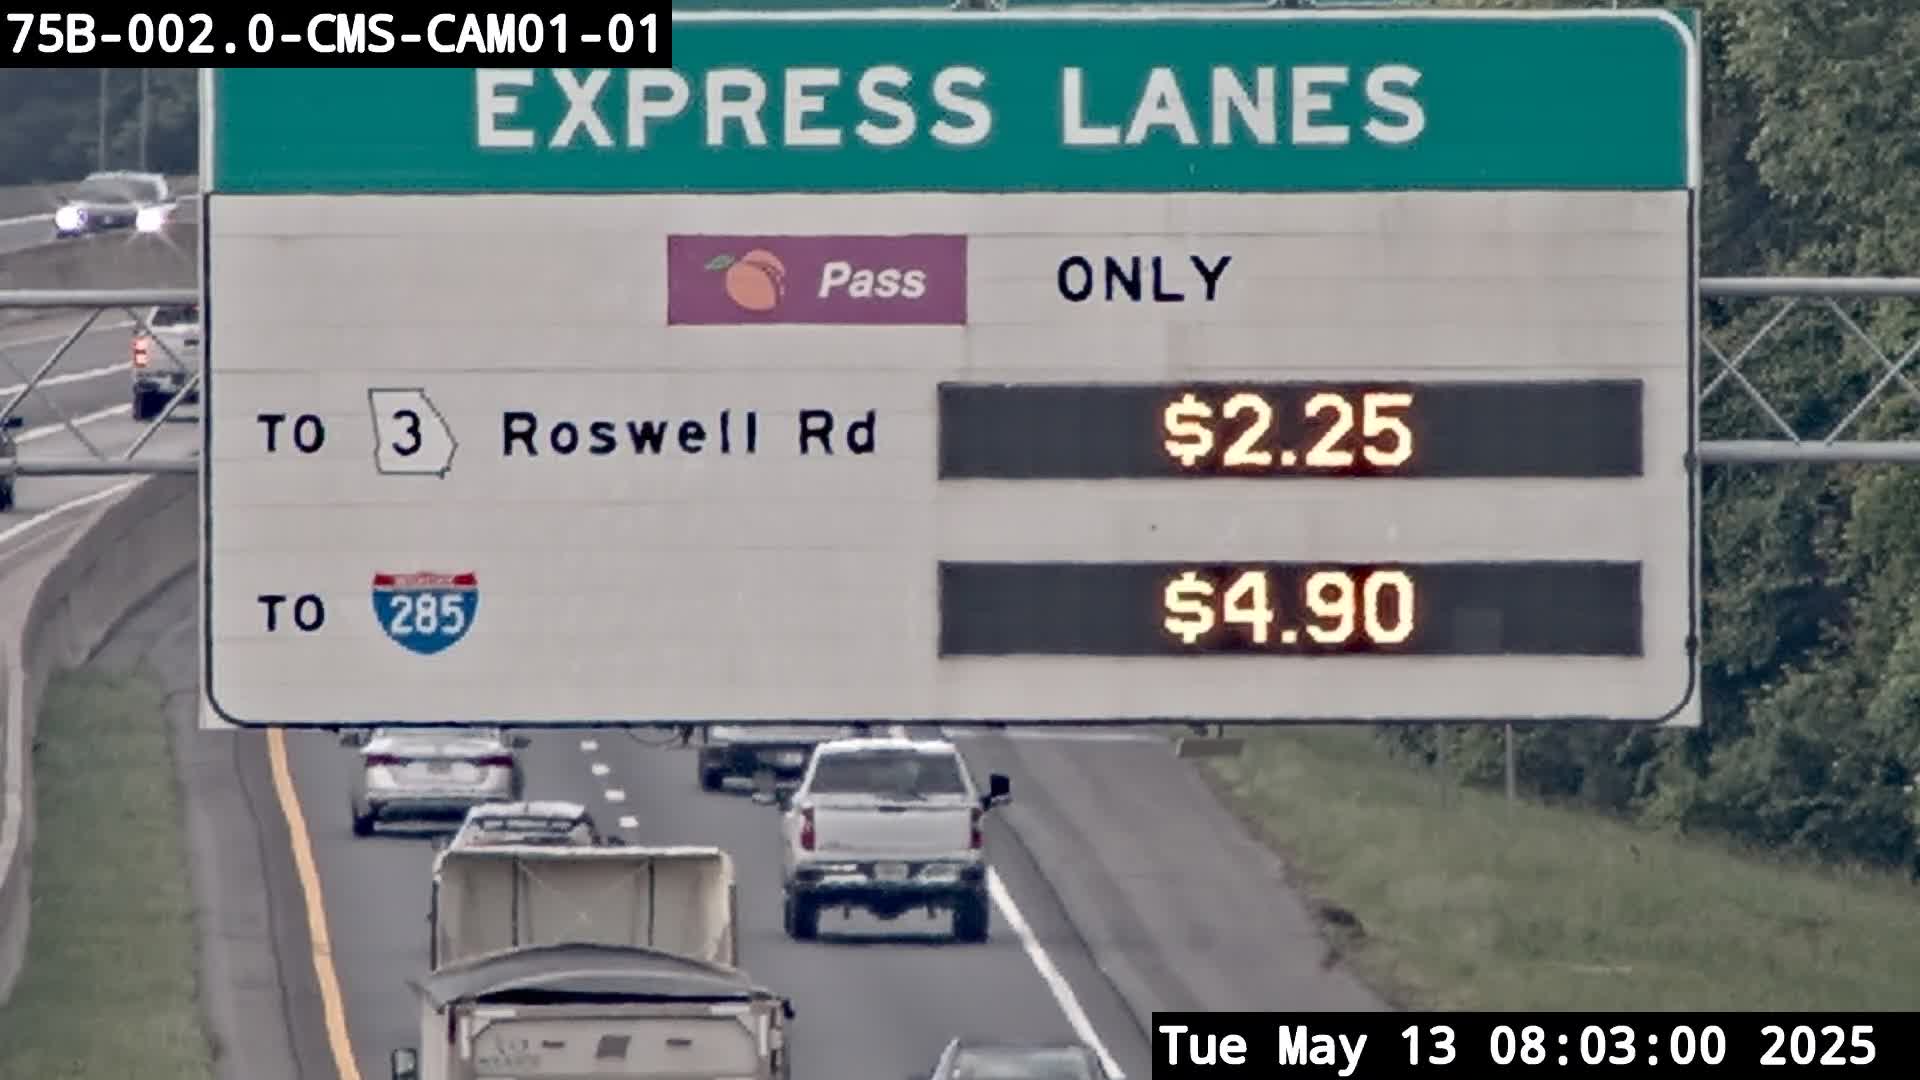 75B-002.0-CMS-CAM01-01
EXPRESS LANES
Pass ONLY
TO 3 Roswell Rd $2.25
TO 285 $4.90
Tue May 13 08:03:00 2025